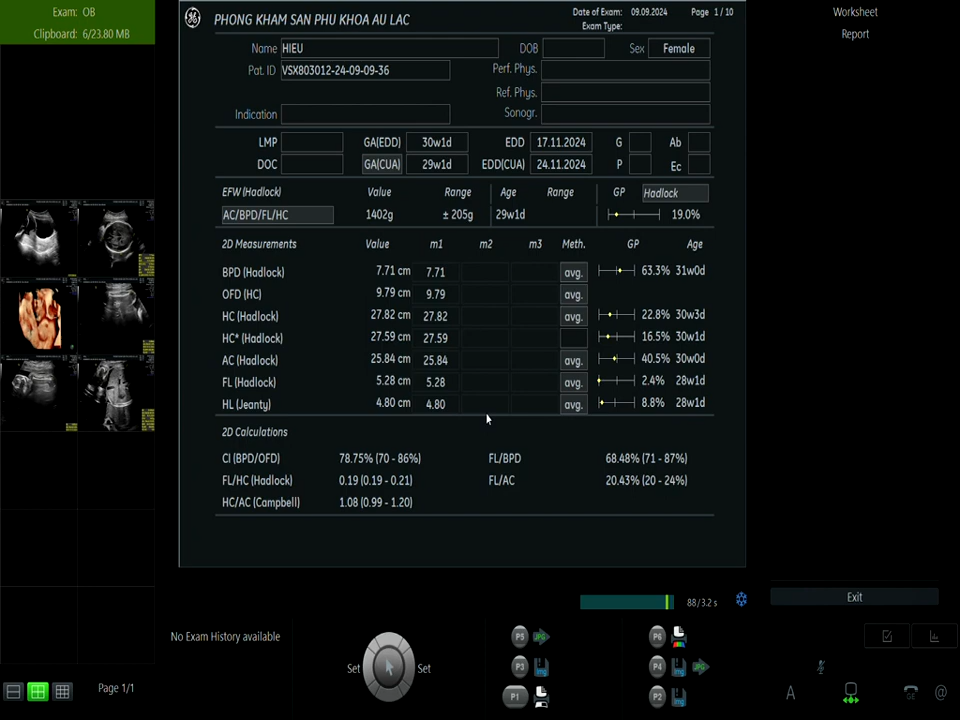 Exam: OB
Clipboard: 6/23.80 MB
PHONG KHAM SAN PHU KHOA AU LAC
Date of Exam: 09.09.2024 Page 1 / 10
Exam Type:
Name HIEU DOB Sex Female
Pat. ID VSX803012-24-09-09-36 Perf. Phys.
Ref. Phys.
Indication Sonogr.
LMP GA(EDD) 30w1d EDD 17.11.2024 G Ab
DOC GA(CUA) 29w1d EDD(CUA) 24.11.2024 P Ec
EFW (Hadlock) Value Range Age Range GP Hadlock
AC/BPD/FL/HC 1402g ± 205g 29w1d 19.0%
2D Measurements Value m1 m2 m3 Meth. GP Age
BPD (Hadlock) 7.71 cm 7.71 avg. 63.3% 31w0d
OFD (HC) 9.79 cm 9.79 avg.
HC (Hadlock) 27.82 cm 27.82 avg. 22.8% 30w3d
HC* (Hadlock) 27.59 cm 27.59 16.5% 30w1d
AC (Hadlock) 25.84 cm 25.84 avg. 40.5% 30w0d
FL (Hadlock) 5.28 cm 5.28 avg. 2.4% 28w1d
HL (Jeanty) 4.80 cm 4.80 avg. 8.8% 28w1d
2D Calculations
CI (BPD/OFD) 78.75% (70 - 86%) FL/BPD 68.48% (71 - 87%)
FL/HC (Hadlock) 0.19 (0.19 - 0.21) FL/AC 20.43% (20 - 24%)
HC/AC (Campbell) 1.08 (0.99 - 1.20)
Worksheet
Report
88/3.2 s
Exit
No Exam History available
Set Set
P5 JPG P6
P3 img P4 img JPG
P1 P2 img
Page 1/1
A GE @